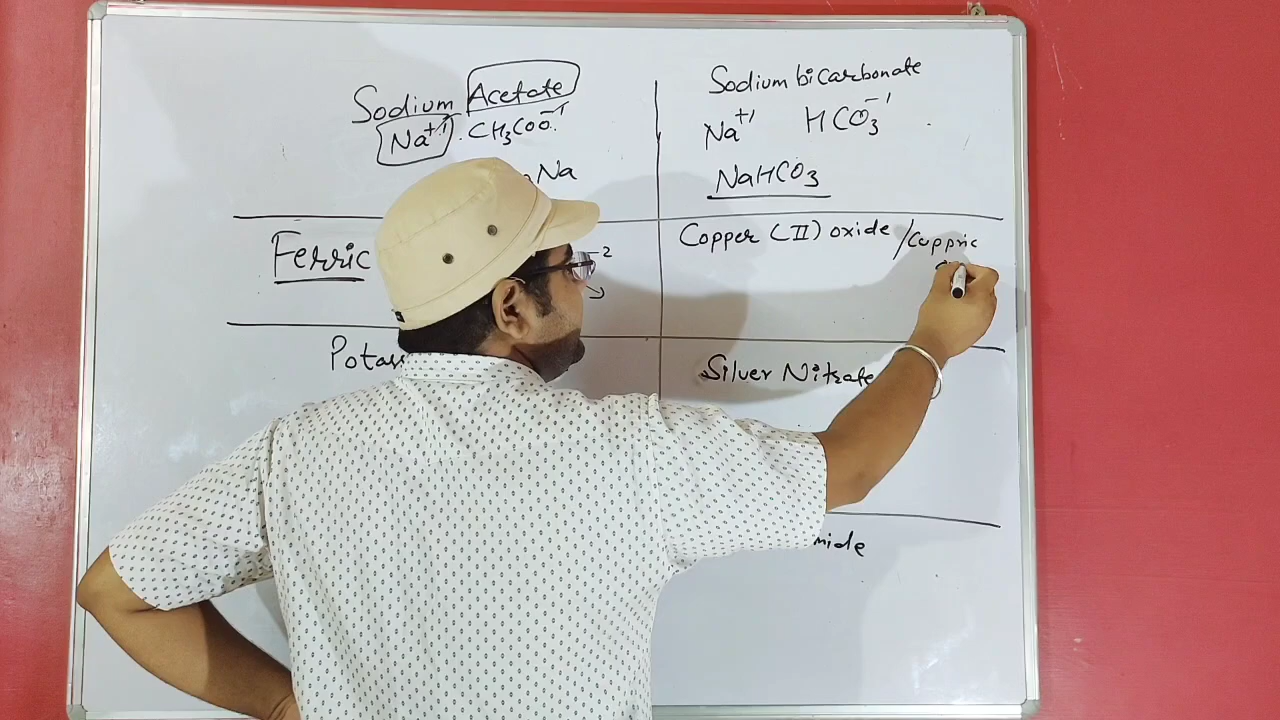 Sodium Acetate
Na⁺¹ CH₃COO⁻¹
Na
Sodium bicarbonate
Na⁺¹ HCO₃⁻¹
NaHCO₃
Ferric
-2
Copper (II) oxide / Cuppric
Potas
Silver Nitrate
mide